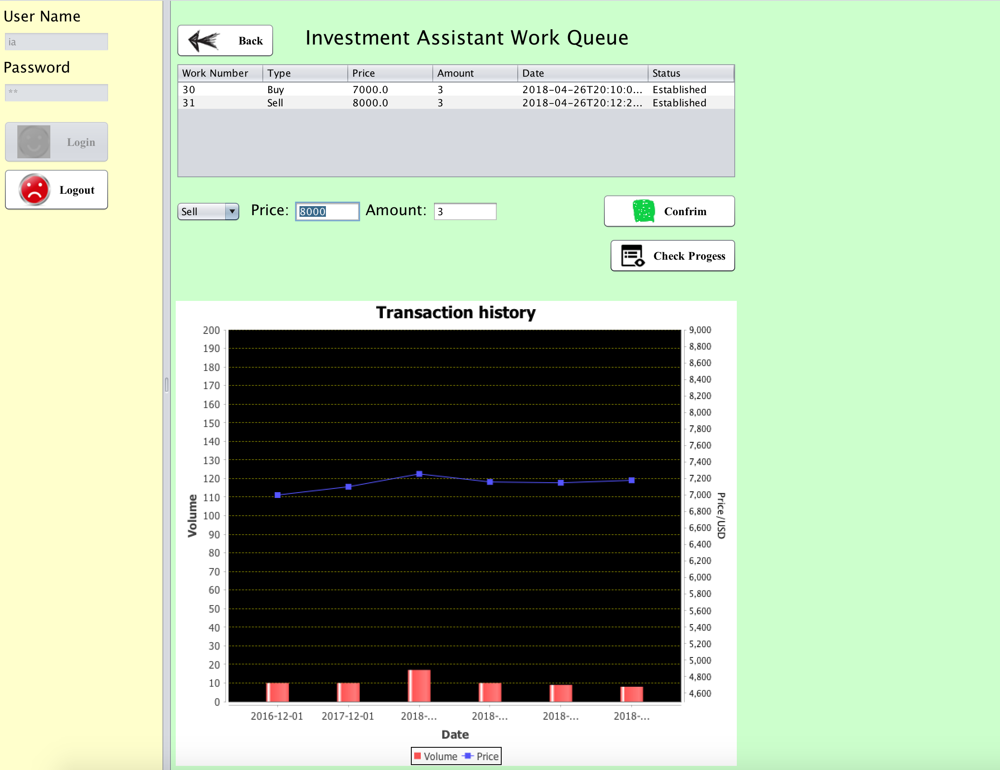 User Name
ia
Password
**
Login
Logout
Back
Investment Assistant Work Queue
Work Number Type Price Amount Date Status
30 Buy 7000.0 3 2018-04-26T20:10:0... Established
31 Sell 8000.0 3 2018-04-26T20:12:2... Established
Sell Price: 8000 Amount: 3
Confrim
Check Progess
Transaction history
200
190
180
170
160
150
140
130
120
110
100
90
80
70
60
50
40
30
20
10
0
Volume
9,000
8,800
8,600
8,400
8,200
8,000
7,800
7,600
7,400
7,200
7,000
6,800
6,600
6,400
6,200
6,000
5,800
5,600
5,400
5,200
5,000
4,800
4,600
Price/USD
2016-12-01 2017-12-01 2018-... 2018-... 2018-... 2018-...
Date
Volume Price